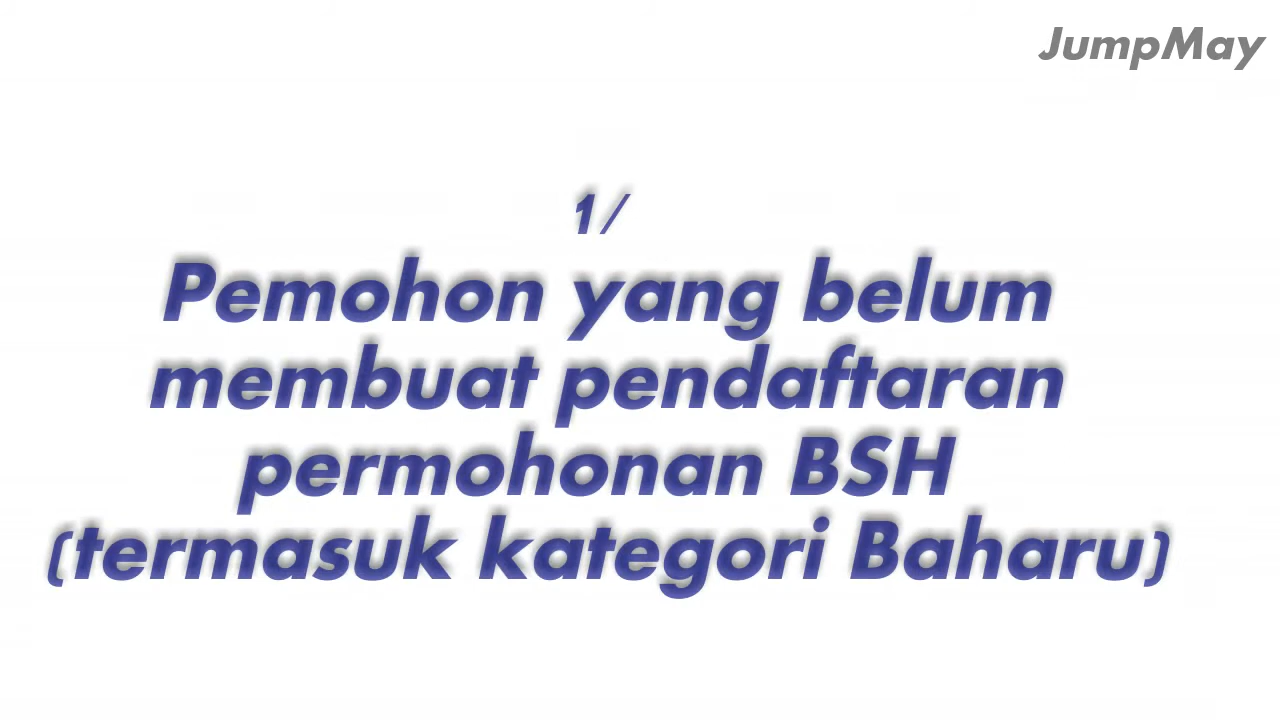 JumpMay
1/
Pemohon yang belum
membuat pendaftaran
permohonan BSH
(termasuk kategori Baharu)